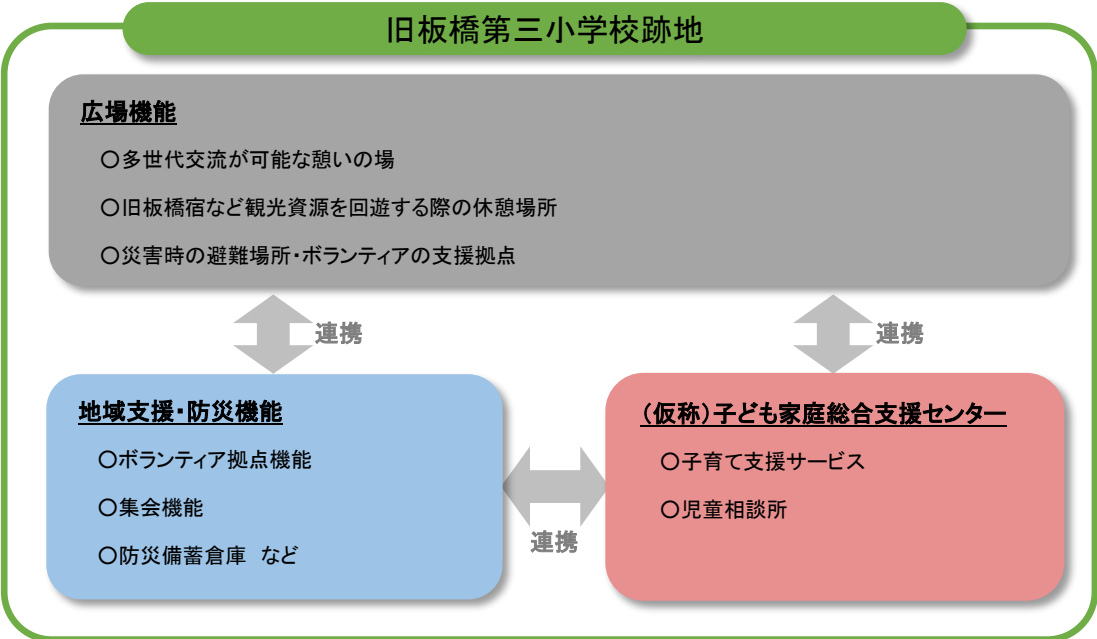 旧板橋第三小学校跡地
広場機能
○多世代交流が可能な憩いの場
○旧板橋宿など観光資源を回遊する際の休憩場所
○災害時の避難場所・ボランティアの支援拠点
連携
連携
地域支援・防災機能
○ボランティア拠点機能
○集会機能
○防災備蓄倉庫　など
連携
（仮称）子ども家庭総合支援センター
○子育て支援サービス
○児童相談所